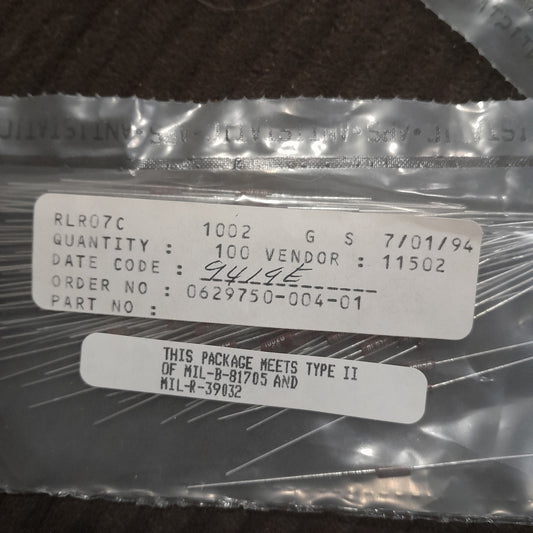 RLR07C 1002 G S 7/01/94
QUANTITY : 100 VENDOR : 11502
DATE CODE : 9419E
ORDER NO : 0629750-004-01
PART NO :
THIS PACKAGE MEETS TYPE II
OF MIL-B-81705 AND
MIL-R-39032